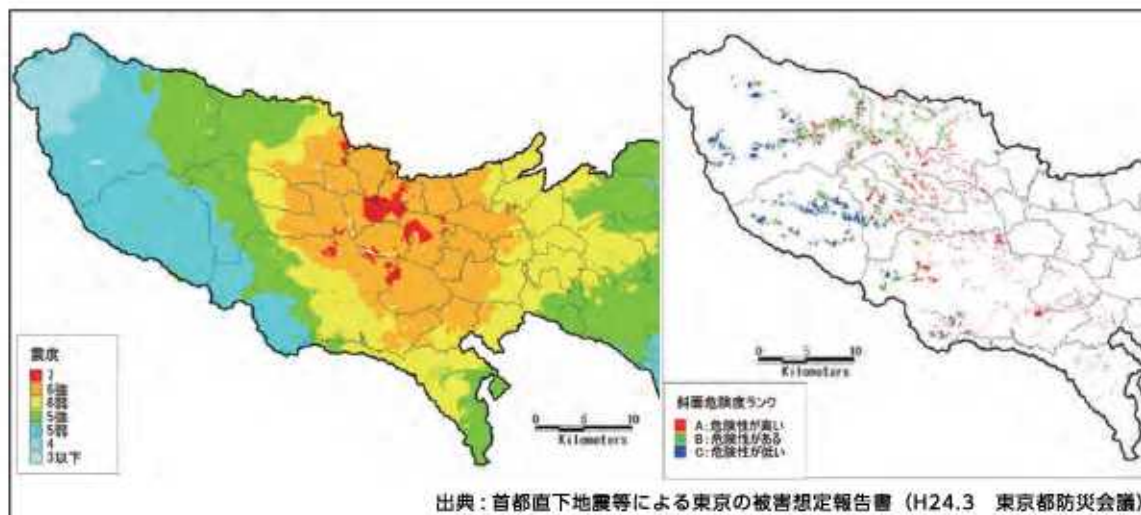 震度
7
6強
6弱
5強
5弱
4
3以下
0 5 10
Kilometers
0 5 10
Kilometers
斜面危険度ランク
A:危険性が高い
B:危険性がある
C:危険性が低い
出典:首都直下地震等による東京の被害想定報告書(H24.3 東京都防災会議)